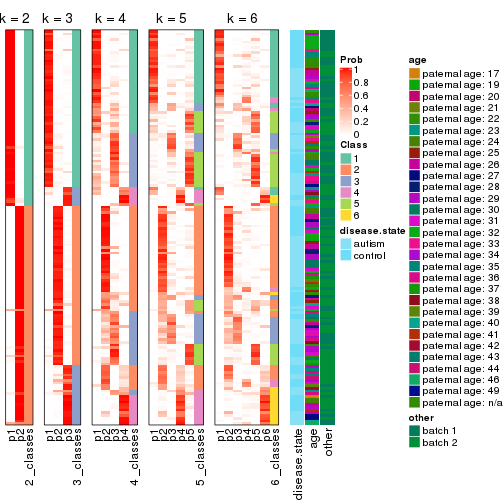 k = 2
k = 3
k = 4
k = 5
k = 6
p1
p2
2_classes
p1
p2
p3
3_classes
p1
p2
p3
p4
4_classes
p1
p2
p3
p4
p5
5_classes
p1
p2
p3
p4
p5
p6
6_classes
disease.state
age
other
Prob
1
0.8
0.6
0.4
0.2
0
Class
1
2
3
4
5
6
disease.state
autism
control
age
paternal age: 17
paternal age: 19
paternal age: 20
paternal age: 21
paternal age: 22
paternal age: 23
paternal age: 24
paternal age: 25
paternal age: 26
paternal age: 27
paternal age: 28
paternal age: 29
paternal age: 30
paternal age: 31
paternal age: 32
paternal age: 33
paternal age: 34
paternal age: 35
paternal age: 36
paternal age: 37
paternal age: 38
paternal age: 39
paternal age: 40
paternal age: 41
paternal age: 42
paternal age: 43
paternal age: 44
paternal age: 46
paternal age: 49
paternal age: n/a
other
batch 1
batch 2